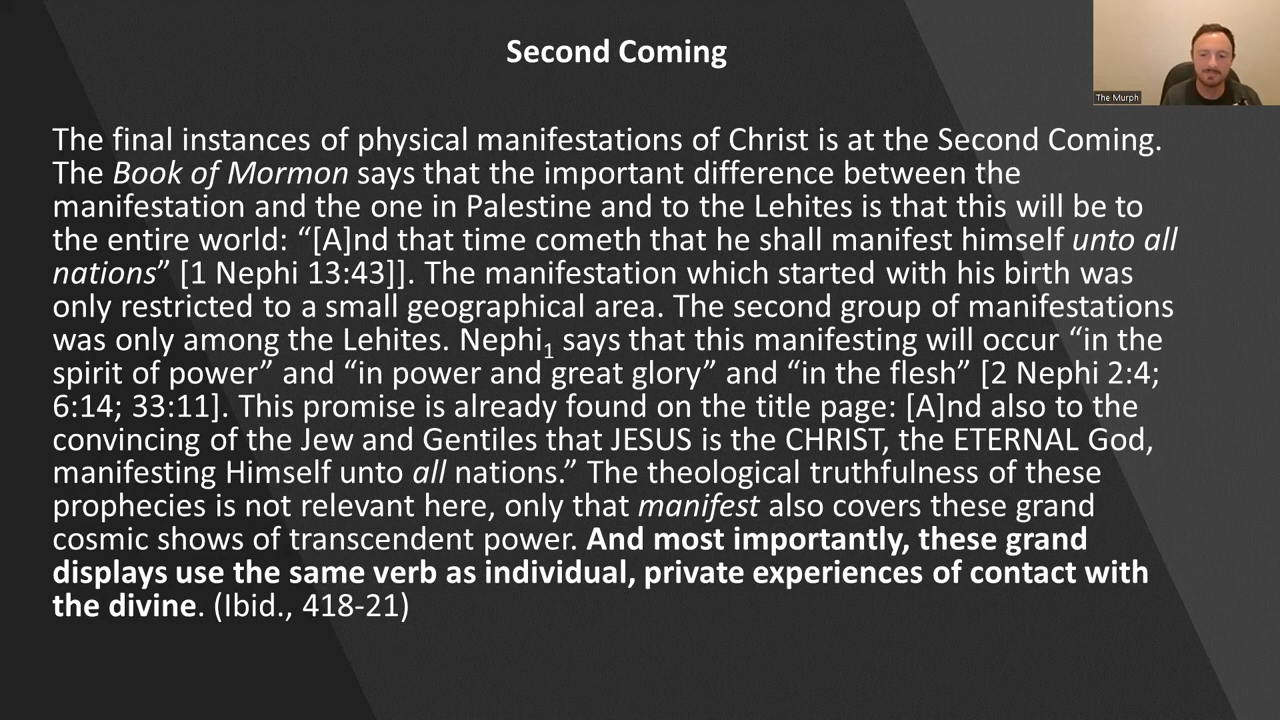 Second Coming
The Murph
The final instances of physical manifestations of Christ is at the Second Coming.
The Book of Mormon says that the important difference between the
manifestation and the one in Palestine and to the Lehites is that this will be to
the entire world: “[A]nd that time cometh that he shall manifest himself unto all
nations” [1 Nephi 13:43]]. The manifestation which started with his birth was
only restricted to a small geographical area. The second group of manifestations
was only among the Lehites. Nephi1 says that this manifesting will occur “in the
spirit of power” and “in power and great glory” and “in the flesh” [2 Nephi 2:4;
6:14; 33:11]. This promise is already found on the title page: [A]nd also to the
convincing of the Jew and Gentiles that JESUS is the CHRIST, the ETERNAL God,
manifesting Himself unto all nations.” The theological truthfulness of these
prophecies is not relevant here, only that manifest also covers these grand
cosmic shows of transcendent power. And most importantly, these grand
displays use the same verb as individual, private experiences of contact with
the divine. (Ibid., 418-21)